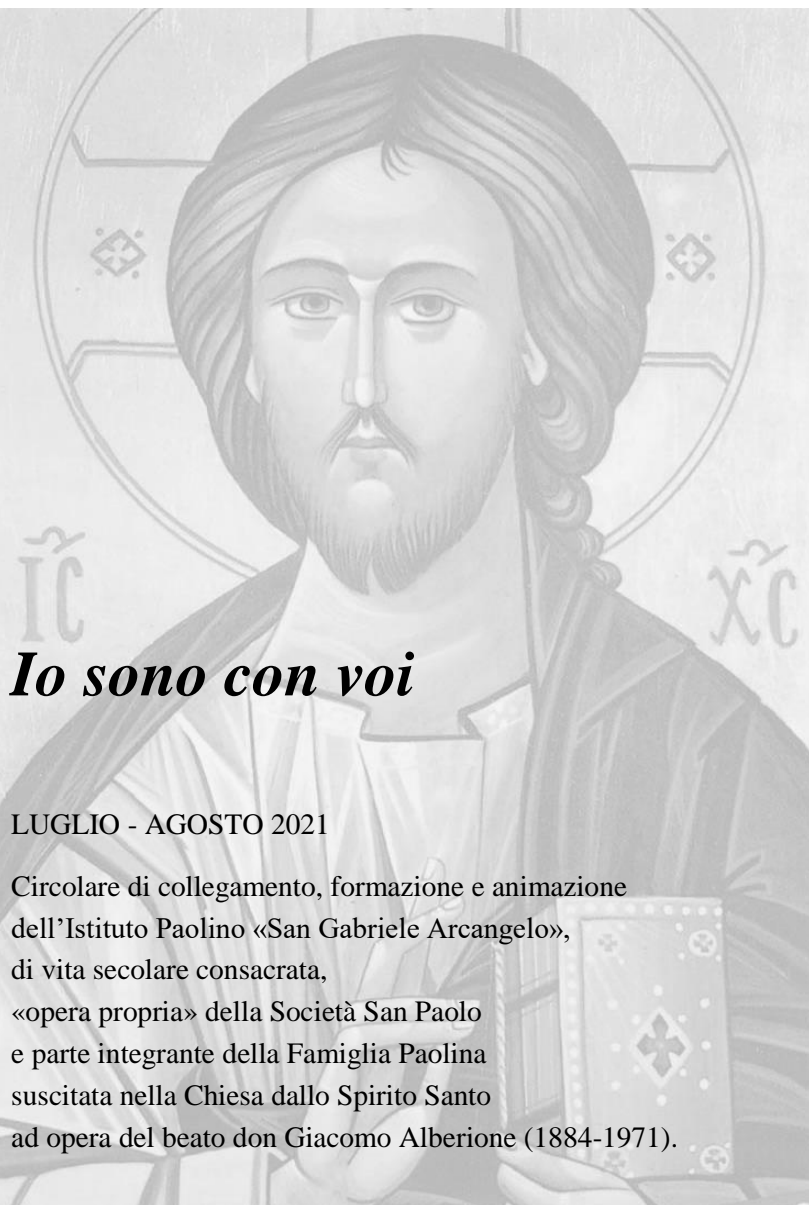 ІС
ХС
Io sono con voi
LUGLIO - AGOSTO 2021
Circolare di collegamento, formazione e animazione
dell’Istituto Paolino «San Gabriele Arcangelo»,
di vita secolare consacrata,
«opera propria» della Società San Paolo
e parte integrante della Famiglia Paolina
suscitata nella Chiesa dallo Spirito Santo
ad opera del beato don Giacomo Alberione (1884-1971).